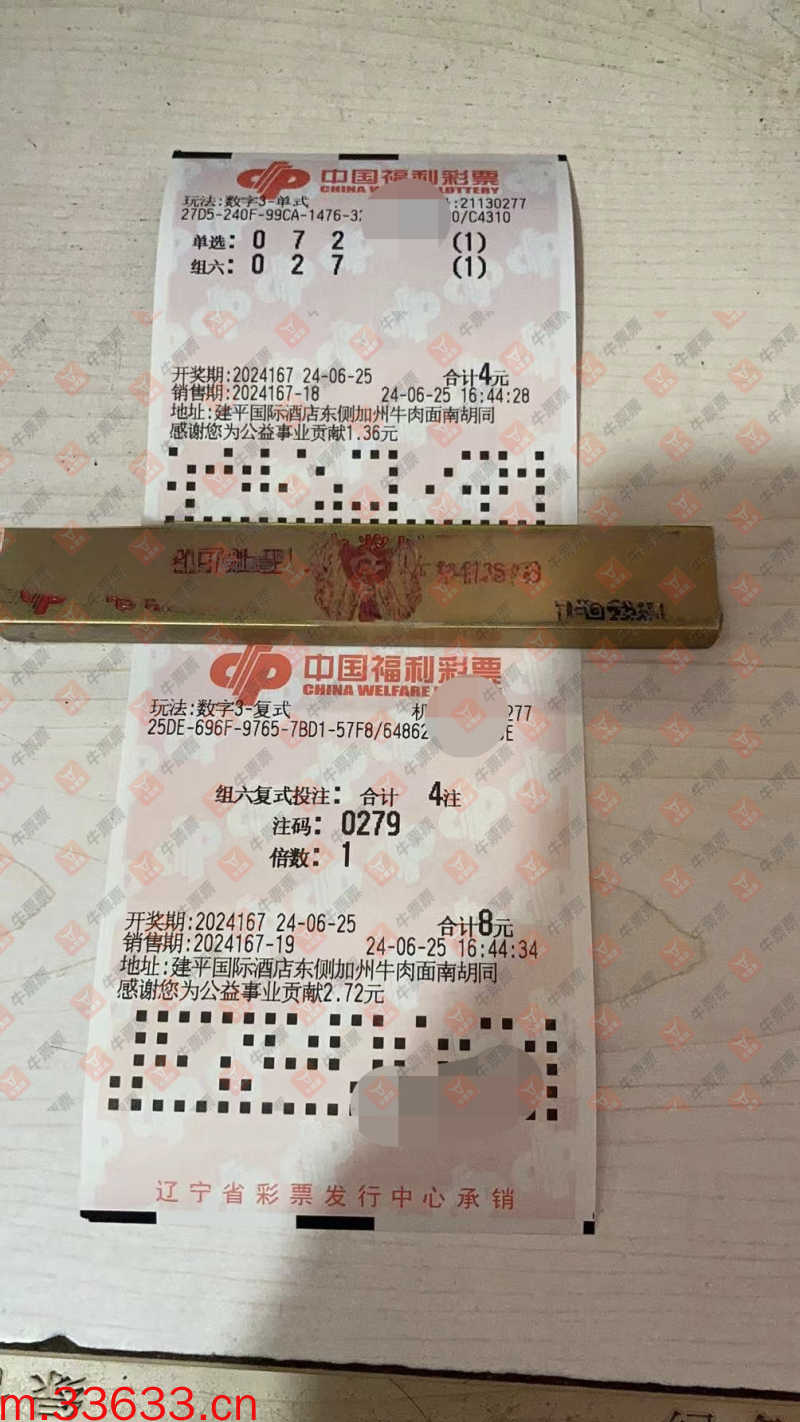 中国福利彩票
CHINA WELFARE LOTTERY
玩法:数字3-单式 :21130277
27D5-240F-99CA-1476-32 0/C4310
单选: 0 7 2 (1)
组六: 0 2 7 (1)
开奖期:2024167 24-06-25 合计4元
销售期:2024167-18 24-06-25 16:44:28
地址:建平国际酒店东侧加州牛肉面南胡同
感谢您为公益事业贡献1.36元
中国福利彩票
CHINA WELFARE
玩法:数字3-复式 机 277
25DE-696F-9765-7BD1-57F8/64862 E
组六复式投注: 合计 4注
注码: 0279
倍数: 1
开奖期:2024167 24-06-25 合计8元
销售期:2024167-19 24-06-25 16:44:34
地址:建平国际酒店东侧加州牛肉面南胡同
感谢您为公益事业贡献2.72元
辽宁省彩票发行中心承销
牛票票
m.33633.cn